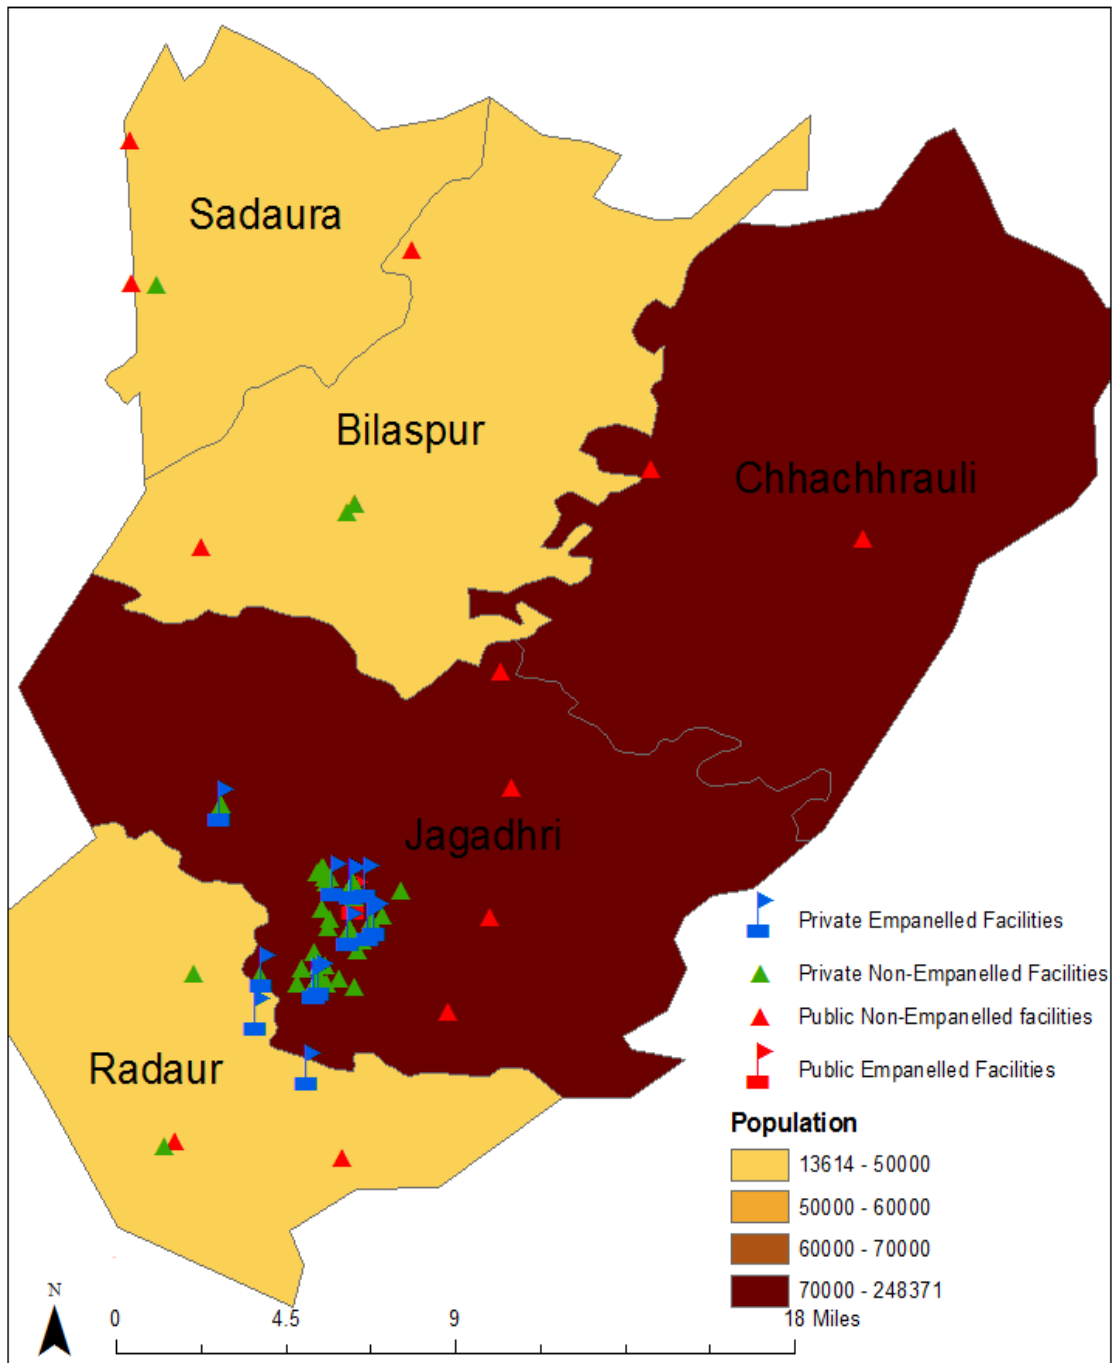 Sadaura
Bilaspur
Chhachhrauli
Jagadhri
Radaur
Private Empanelled Facilities
Private Non-Empanelled Facilities
Public Non-Empanelled facilities
Public Empanelled Facilities
Population
13614 - 50000
50000 - 60000
60000 - 70000
70000 - 248371
N
0 4.5 9 18 Miles